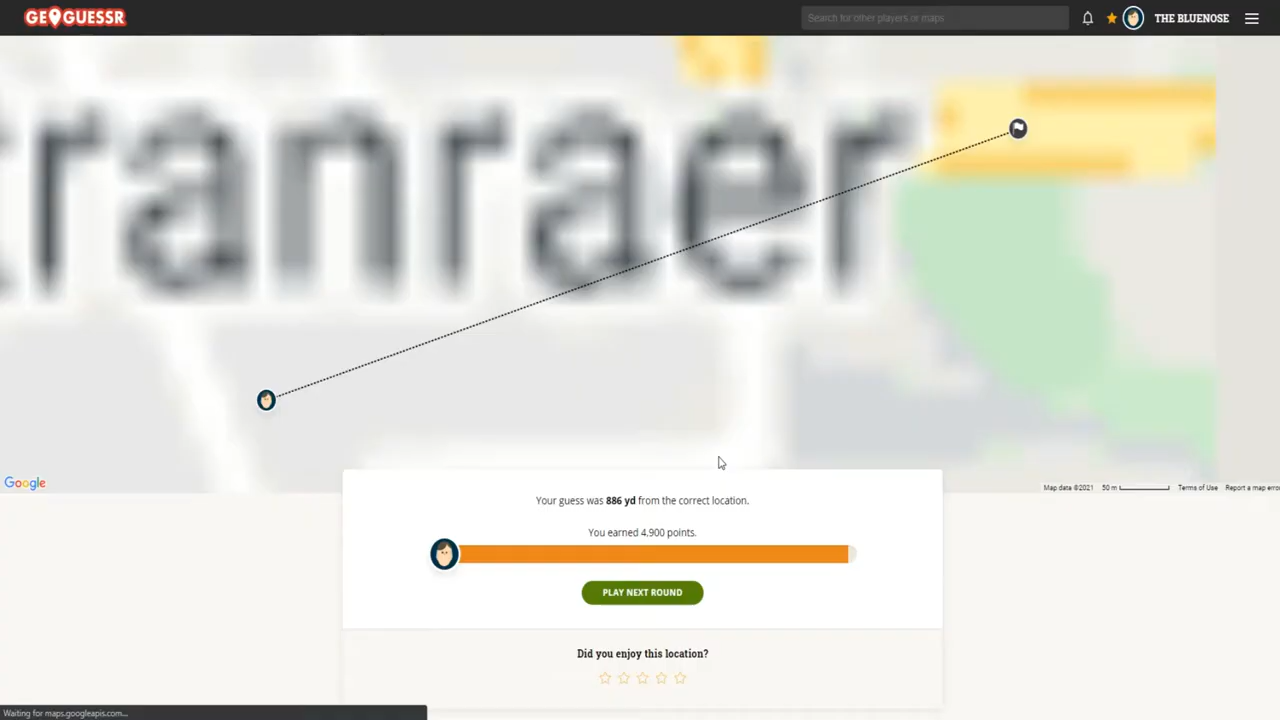 GEOGUESSR
Search for other players or maps
THE BLUENOSE
tranraer
Google
Map data ©2021 50 m Terms of Use Report a map error
Your guess was 886 yd from the correct location.
You earned 4,900 points.
PLAY NEXT ROUND
Did you enjoy this location?
Waiting for maps.googleapis.com...